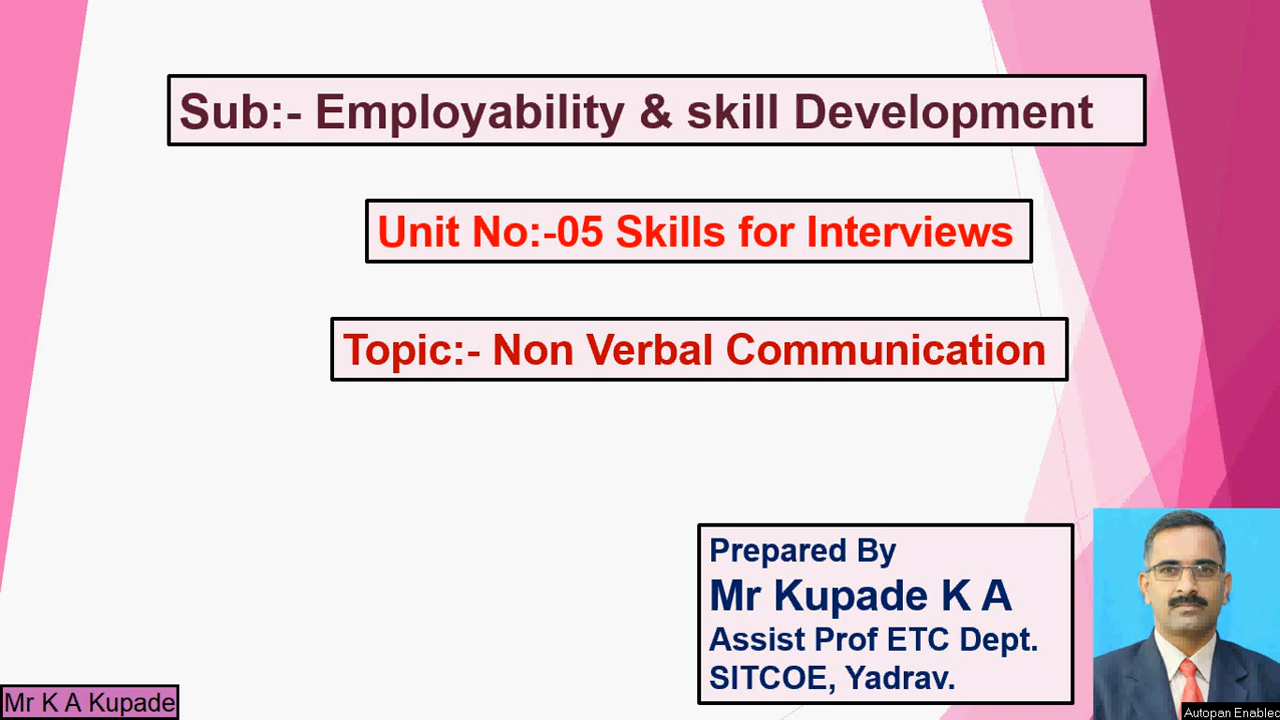 Sub:- Employability & skill Development
Unit No:-05 Skills for Interviews
Topic:- Non Verbal Communication
Prepared By
Mr Kupade K A
Assist Prof ETC Dept.
SITCOE, Yadrav.
Mr K A Kupade
Autopan Enabled